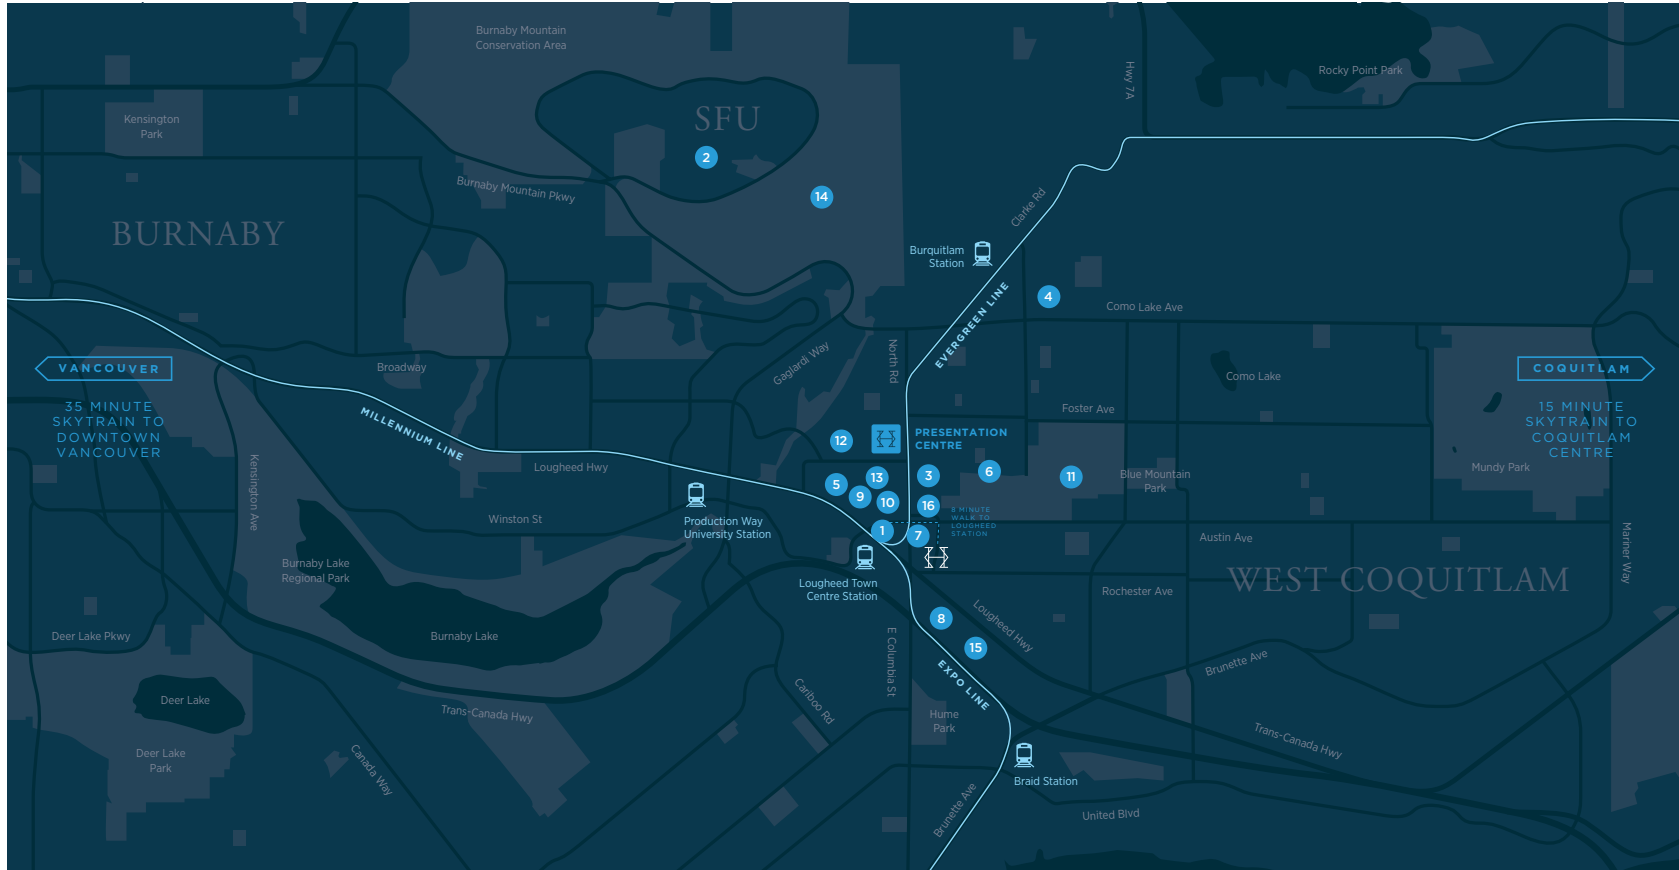 Burnaby Mountain
Conservation Area
Hwy 7A
Rocky Point Park
Kensington
Park
SFU
2
14
Burnaby Mountain Pkwy
BURNABY
Clarke Rd
Burquitlam
Station
4
Como Lake Ave
EVERGREEN LINE
North Rd
Gaglardi Way
Broadway
VANCOUVER
35 MINUTE
SKYTRAIN TO
DOWNTOWN
VANCOUVER
MILLENNIUM LINE
Como Lake
COQUITLAM
15 MINUTE
SKYTRAIN TO
COQUITLAM
CENTRE
Foster Ave
PRESENTATION
CENTRE
12
Lougheed Hwy
Kensington Ave
5
13
3
6
11
9
10
16
Blue Mountain
Park
Mundy Park
8 MINUTE
WALK TO
LOUGHEED
STATION
Winston St
Production Way
University Station
1
7
Austin Ave
Mariner Way
Burnaby Lake
Regional Park
Lougheed Town
Centre Station
Rochester Ave
WEST COQUITLAM
Deer Lake Pkwy
Burnaby Lake
8
15
Lougheed Hwy
E Columbia St
EXPO LINE
Brunette Ave
Deer Lake
Trans-Canada Hwy
Cariboo Rd
Hume
Park
Trans-Canada Hwy
Deer Lake
Park
Canada Way
Braid Station
Brunette Ave
United Blvd